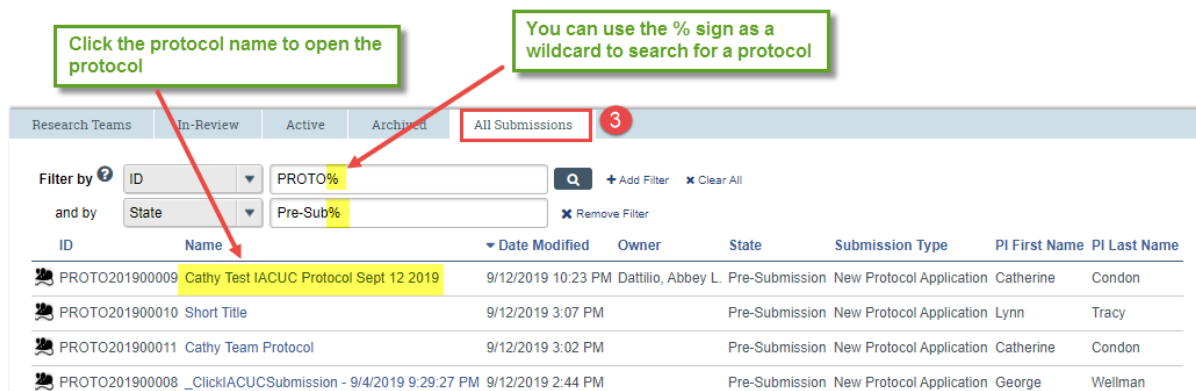 Click the protocol name to open the
protocol
You can use the % sign as a
wildcard to search for a protocol
Research Teams In-Review Active Archived All Submissions 3
Filter by ? ID PROTO% + Add Filter x Clear All
and by State Pre-Sub% x Remove Filter
ID Name Date Modified Owner State Submission Type PI First Name PI Last Name
PROTO201900009 Cathy Test IACUC Protocol Sept 12 2019 9/12/2019 10:23 PM Dattilio, Abbey L. Pre-Submission New Protocol Application Catherine Condon
PROTO201900010 Short Title 9/12/2019 3:07 PM Pre-Submission New Protocol Application Lynn Tracy
PROTO201900011 Cathy Team Protocol 9/12/2019 3:02 PM Pre-Submission New Protocol Application Catherine Condon
PROTO201900008 _ClickIACUCSubmission - 9/4/2019 9:29:27 PM 9/12/2019 2:44 PM Pre-Submission New Protocol Application George Wellman